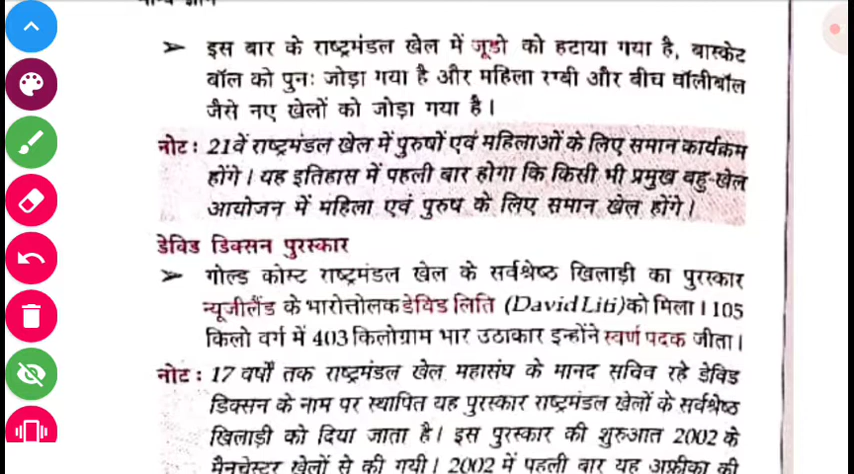 ➤ इस बार के राष्ट्रमंडल खेल में जूडो को हटाया गया है, बास्केट
बॉल को पुनः जोड़ा गया है और महिला रग्बी और बीच वॉलीबॉल
जैसे नए खेलों को जोड़ा गया है।
नोट: 21वें राष्ट्रमंडल खेल में पुरुषों एवं महिलाओं के लिए समान कार्यक्रम
होंगे। यह इतिहास में पहली बार होगा कि किसी भी प्रमुख बहु-खेल
आयोजन में महिला एवं पुरुष के लिए समान खेल होंगे।
डेविड डिक्सन पुरस्कार
➤ गोल्ड कोस्ट राष्ट्रमंडल खेल के सर्वश्रेष्ठ खिलाड़ी का पुरस्कार
न्यूजीलैंड के भारोत्तोलक डेविड लिति (David Liti) को मिला। 105
किलो वर्ग में 403 किलोग्राम भार उठाकार इन्होंने स्वर्ण पदक जीता।
नोट: 17 वर्षों तक राष्ट्रमंडल खेल महासंघ के मानद सचिव रहे डेविड
डिक्सन के नाम पर स्थापित यह पुरस्कार राष्ट्रमंडल खेलों के सर्वश्रेष्ठ
खिलाड़ी को दिया जाता है। इस पुरस्कार की शुरुआत 2002 के
मैनचेस्टर खेलों से की गयी। 2002 में पहली बार यह अफ्रीका की